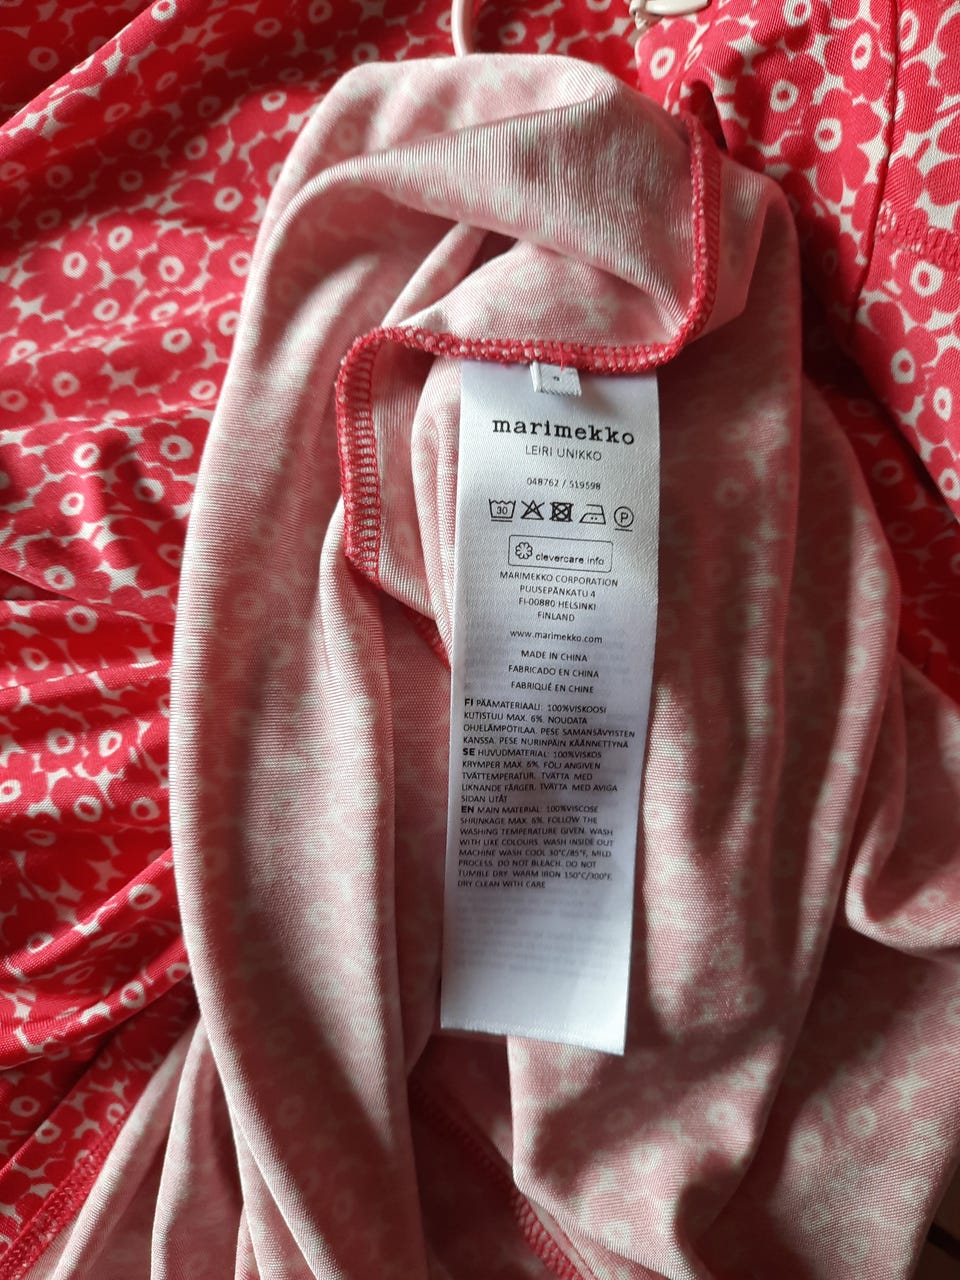 marimekko
LEIRI UNIKKO
048762 / 519598
30
P
clevercare info
MARIMEKKO CORPORATION
PUUSEPÄNKATU 4
FI-00880 HELSINKI
FINLAND
www.marimekko.com
MADE IN CHINA
FABRICADO EN CHINA
FABRIQUÉ EN CHINE
FI PÄÄMATERIAALI: 100%VISKOOSI
KUTISTUU MAX. 6%. NOUDATA
OHJELÄMPÖTILAA. PESE SAMANSÄVYISTEN
KANSSA. PESE NURINPÄIN KÄÄNNETTYNÄ
SE HUVUDMATERIAL: 100%VISKOS
KRYMPER MAX. 6%. FÖLJ ANGIVEN
TVÄTTEMPERATUR. TVÄTTA MED
LIKNANDE FÄRGER. TVÄTTA MED AVIGA
SIDAN UTÅT
EN MAIN MATERIAL: 100%VISCOSE
SHRINKAGE MAX. 6%. FOLLOW THE
WASHING TEMPERATURE GIVEN. WASH
WITH LIKE COLOURS. WASH INSIDE OUT
MACHINE WASH COOL 30°C/85°F, MILD
PROCESS. DO NOT BLEACH. DO NOT
TUMBLE DRY. WARM IRON 150°C/300°F.
DRY CLEAN WITH CARE